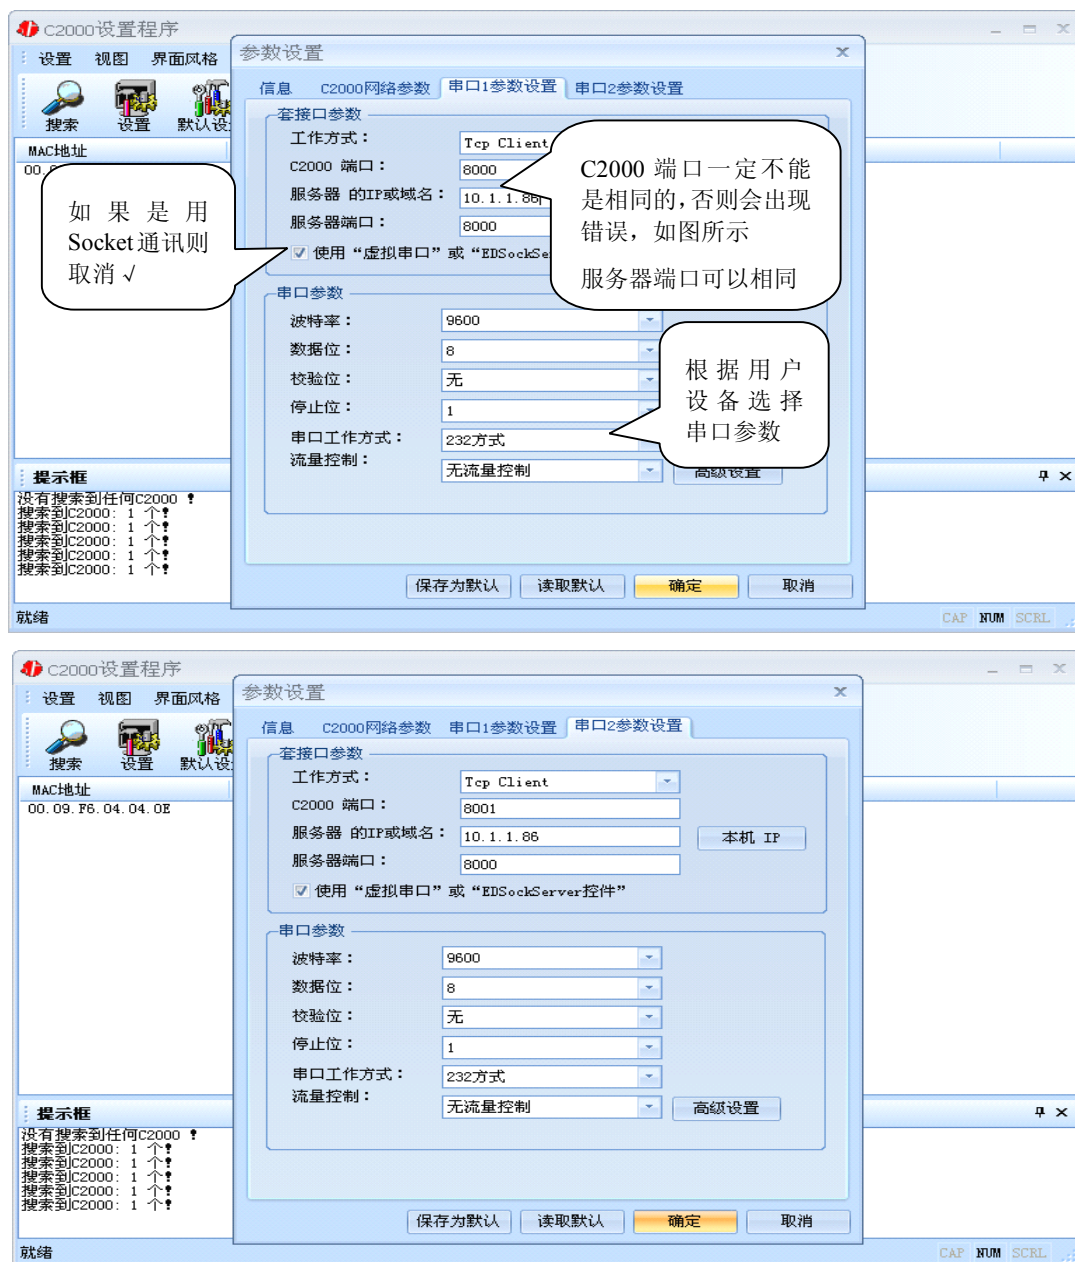 C2000设置程序
设置 视图 界面风格
搜索 设置 默认设
MAC地址
00.0
参数设置
信息 C2000网络参数 串口1参数设置 串口2参数设置
套接口参数
工作方式： Tcp Client
C2000 端口： 8000
服务器 的IP或域名： 10.1.1.86
服务器端口： 8000
使用“虚拟串口”或“EDSockSe
如果是用
Socket通讯则
取消√
C2000 端口一定不能
是相同的，否则会出现
错误，如图所示
服务器端口可以相同
串口参数
波特率： 9600
数据位： 8
校验位： 无
停止位： 1
串口工作方式： 232方式
流量控制： 无流量控制 高级设置
根据用户
设备选择
串口参数
提示框
没有搜索到任何C2000 !
搜索到C2000: 1 个!
搜索到C2000: 1 个!
搜索到C2000: 1 个!
搜索到C2000: 1 个!
搜索到C2000: 1 个!
保存为默认 读取默认 确定 取消
就绪 CAP NUM SCRL
C2000设置程序
设置 视图 界面风格
搜索 设置 默认设
MAC地址
00.09.F6.04.04.0E
参数设置
信息 C2000网络参数 串口1参数设置 串口2参数设置
套接口参数
工作方式： Tcp Client
C2000 端口： 8001
服务器 的IP或域名： 10.1.1.86 本机 IP
服务器端口： 8000
使用“虚拟串口”或“EDSockServer控件”
串口参数
波特率： 9600
数据位： 8
校验位： 无
停止位： 1
串口工作方式： 232方式
流量控制： 无流量控制 高级设置
提示框
没有搜索到任何C2000 !
搜索到C2000: 1 个!
搜索到C2000: 1 个!
搜索到C2000: 1 个!
搜索到C2000: 1 个!
搜索到C2000: 1 个!
保存为默认 读取默认 确定 取消
就绪 CAP NUM SCRL